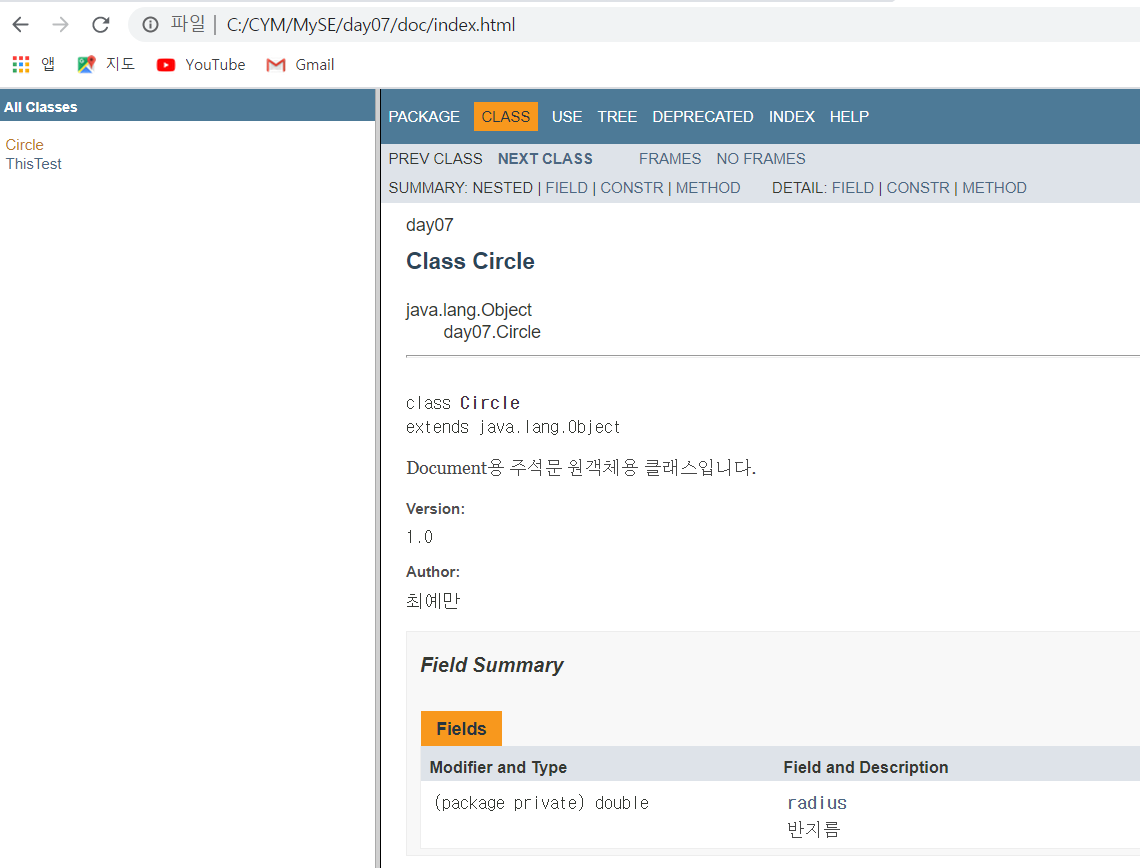 파일 | C:/CYM/MySE/day07/doc/index.html
앱 지도 YouTube Gmail
All Classes
Circle
ThisTest
PACKAGE CLASS USE TREE DEPRECATED INDEX HELP
PREV CLASS NEXT CLASS FRAMES NO FRAMES
SUMMARY: NESTED | FIELD | CONSTR | METHOD DETAIL: FIELD | CONSTR | METHOD
day07
Class Circle
java.lang.Object
day07.Circle
class Circle
extends java.lang.Object
Document용 주석문 원객체용 클래스입니다.
Version:
1.0
Author:
최예만
Field Summary
Fields
Modifier and Type Field and Description
(package private) double radius
반지름